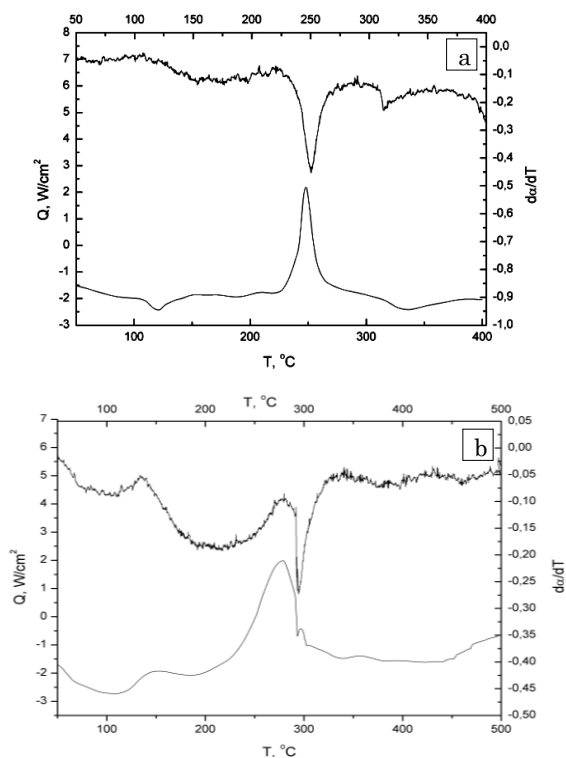 50 100 150 200 250 300 350 400
8 0,0
7 -0,1
6 -0,2
5 -0,3
4 -0,4
3 -0,5
2 -0,6
1 -0,7
0 -0,8
-1 -0,9
-2 -1,0
-3
a
Q, W/cm²
dα/dT
100 200 300 400
T, °C
T, °C
100 200 300 400 500
7 0,05
6 0,00
5 -0,05
4 -0,10
3 -0,15
2 -0,20
1 -0,25
0 -0,30
-1 -0,35
-2 -0,40
-3 -0,45
-0,50
b
Q, W/cm²
dα/dT
100 200 300 400 500
T, °C